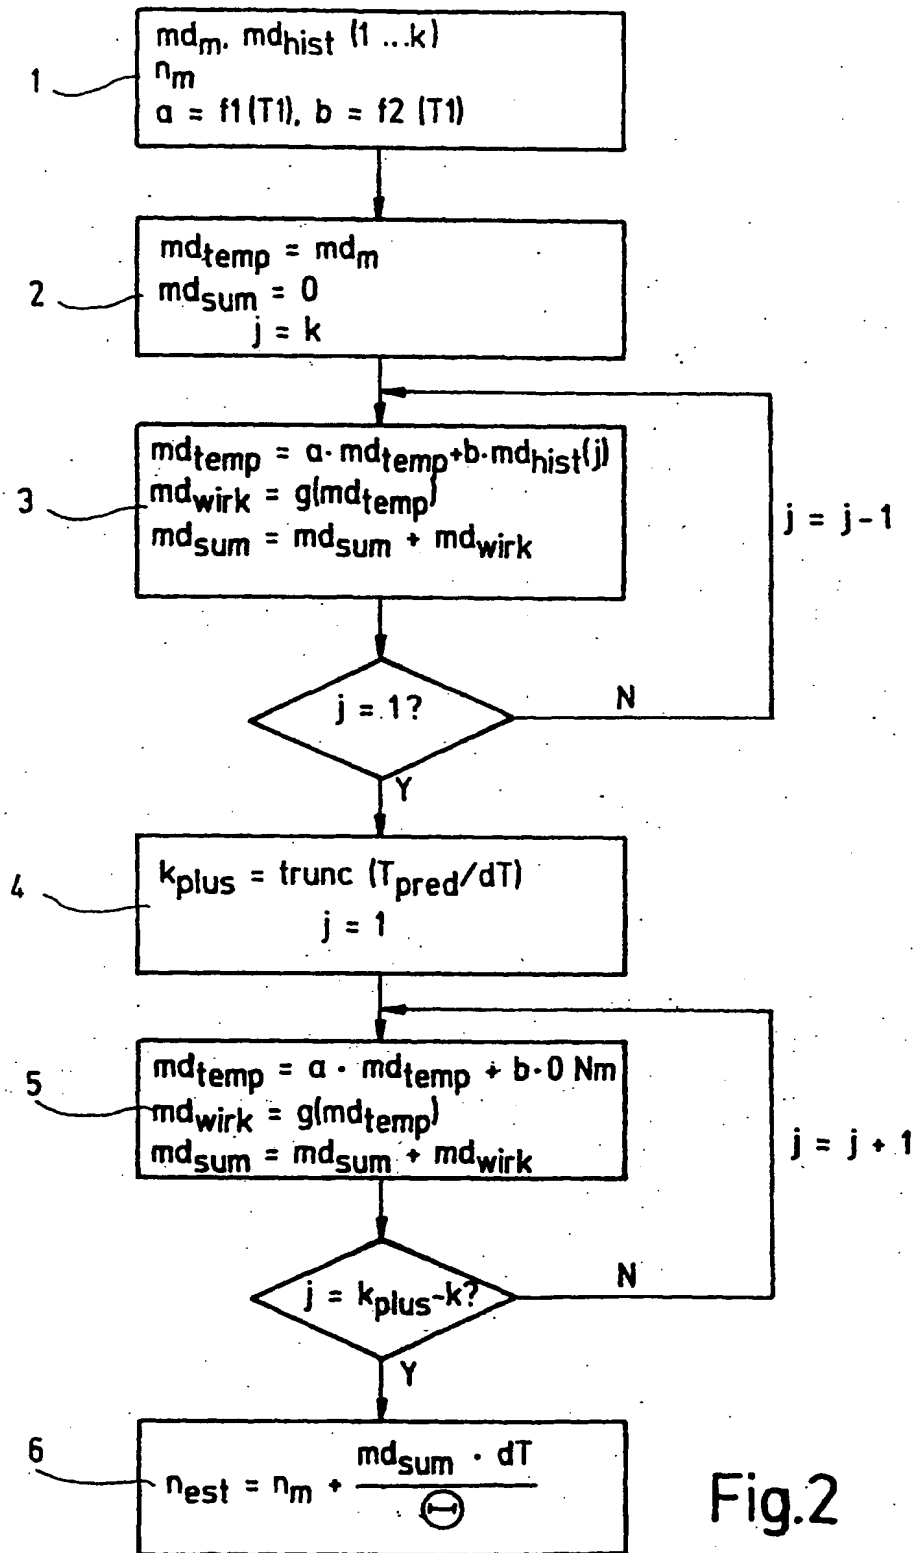 1
md_m, md_hist (1 ...k)
n_m
a = f1 (T1), b = f2 (T1)
2
md_temp = md_m
md_sum = 0
j = k
3
md_temp = a · md_temp + b · md_hist(j)
md_wirk = g(md_temp)
md_sum = md_sum + md_wirk
j = j-1
j = 1?
N
Y
4
k_plus = trunc (T_pred/dT)
j = 1
5
md_temp = a · md_temp + b · 0 Nm
md_wirk = g(md_temp)
md_sum = md_sum + md_wirk
j = j + 1
j = k_plus-k?
N
Y
6
n_est = n_m + md_sum · dT / Θ
Fig.2